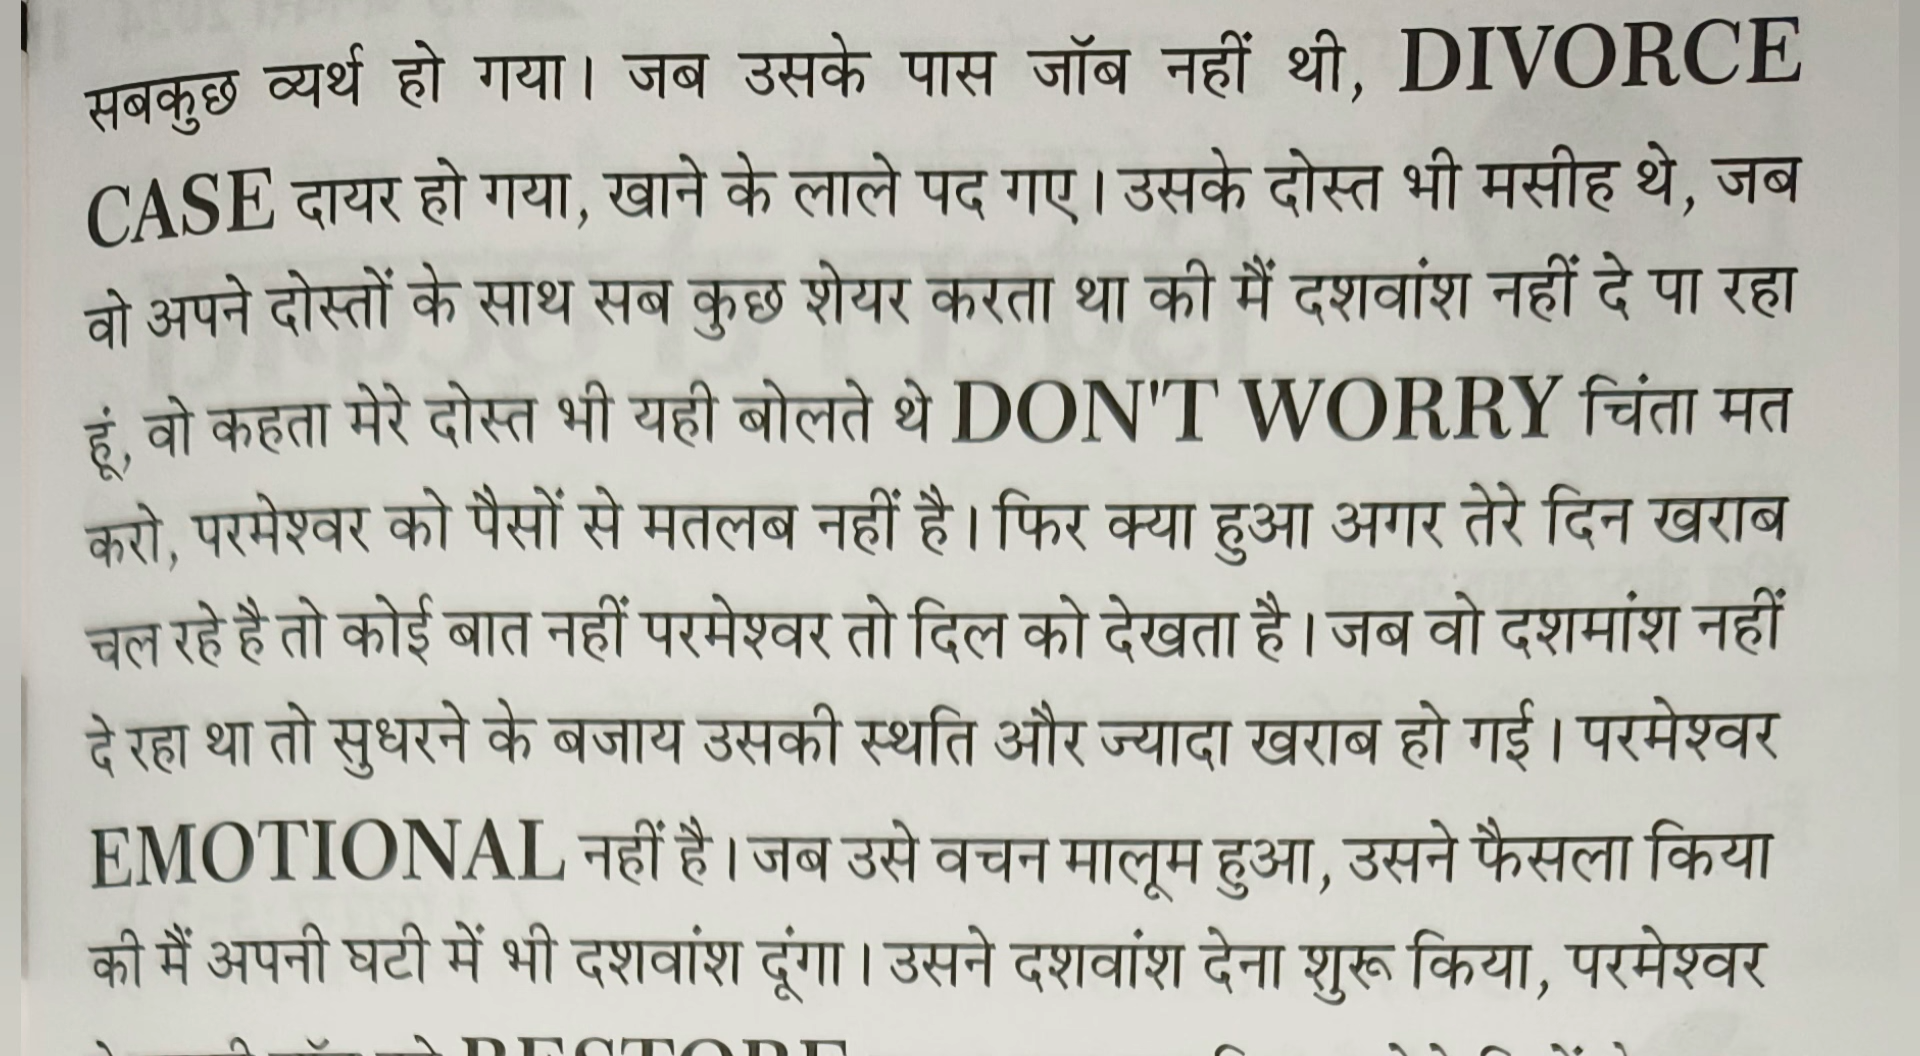 सबकुछ व्यर्थ हो गया। जब उसके पास जॉब नहीं थी, DIVORCE
CASE दायर हो गया, खाने के लाले पद गए। उसके दोस्त भी मसीह थे, जब
वो अपने दोस्तों के साथ सब कुछ शेयर करता था की मैं दशवांश नहीं दे पा रहा
हूं, वो कहता मेरे दोस्त भी यही बोलते थे DON'T WORRY चिंता मत
करो, परमेश्वर को पैसों से मतलब नहीं है। फिर क्या हुआ अगर तेरे दिन खराब
चल रहे है तो कोई बात नहीं परमेश्वर तो दिल को देखता है। जब वो दशमांश नहीं
दे रहा था तो सुधरने के बजाय उसकी स्थति और ज्यादा खराब हो गई। परमेश्वर
EMOTIONAL नहीं है। जब उसे वचन मालूम हुआ, उसने फैसला किया
की मैं अपनी घटी में भी दशवांश दूंगा। उसने दशवांश देना शुरू किया, परमेश्वर
RESTORE